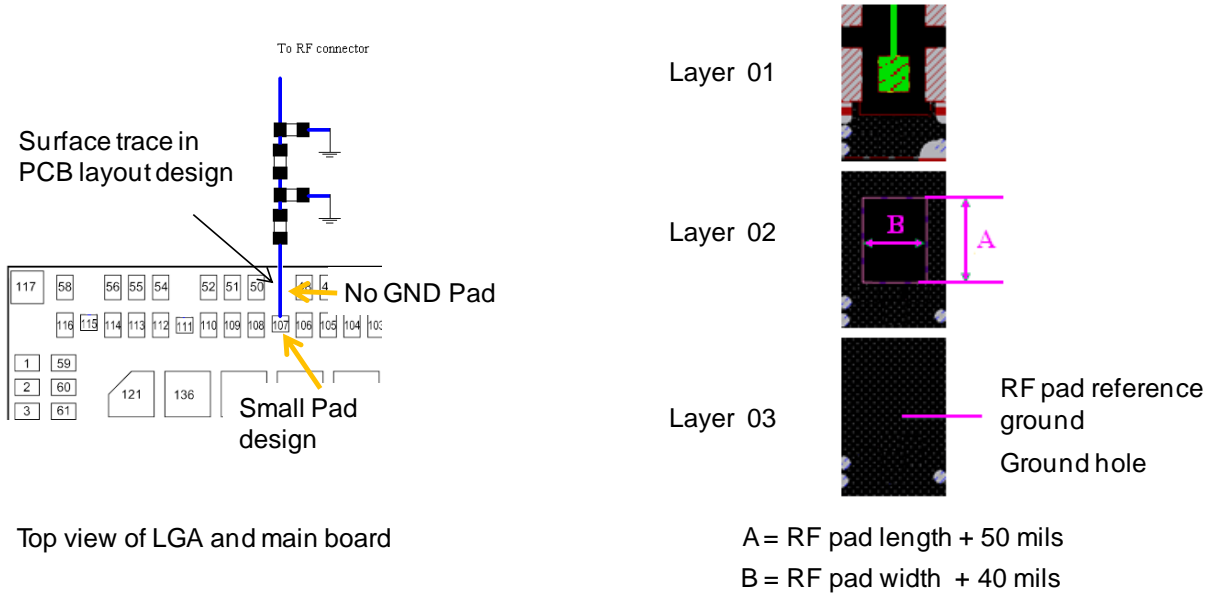 To RF connector
Surface trace in
PCB layout design
117 58 56 55 54 52 51 50 48 4
No GND Pad
116 115 114 113 112 111 110 109 108 107 106 105 104 103
1 59
2 60
3 61
121 136
Small Pad
design
Top view of LGA and main board
Layer 01
Layer 02
B
A
Layer 03
RF pad reference
ground
Ground hole
A = RF pad length + 50 mils
B = RF pad width + 40 mils